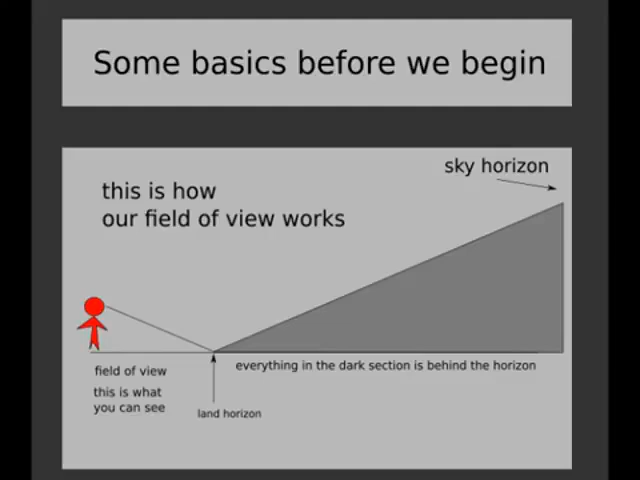 Some basics before we begin
sky horizon
this is how
our field of view works
everything in the dark section is behind the horizon
field of view
this is what
you can see
land horizon